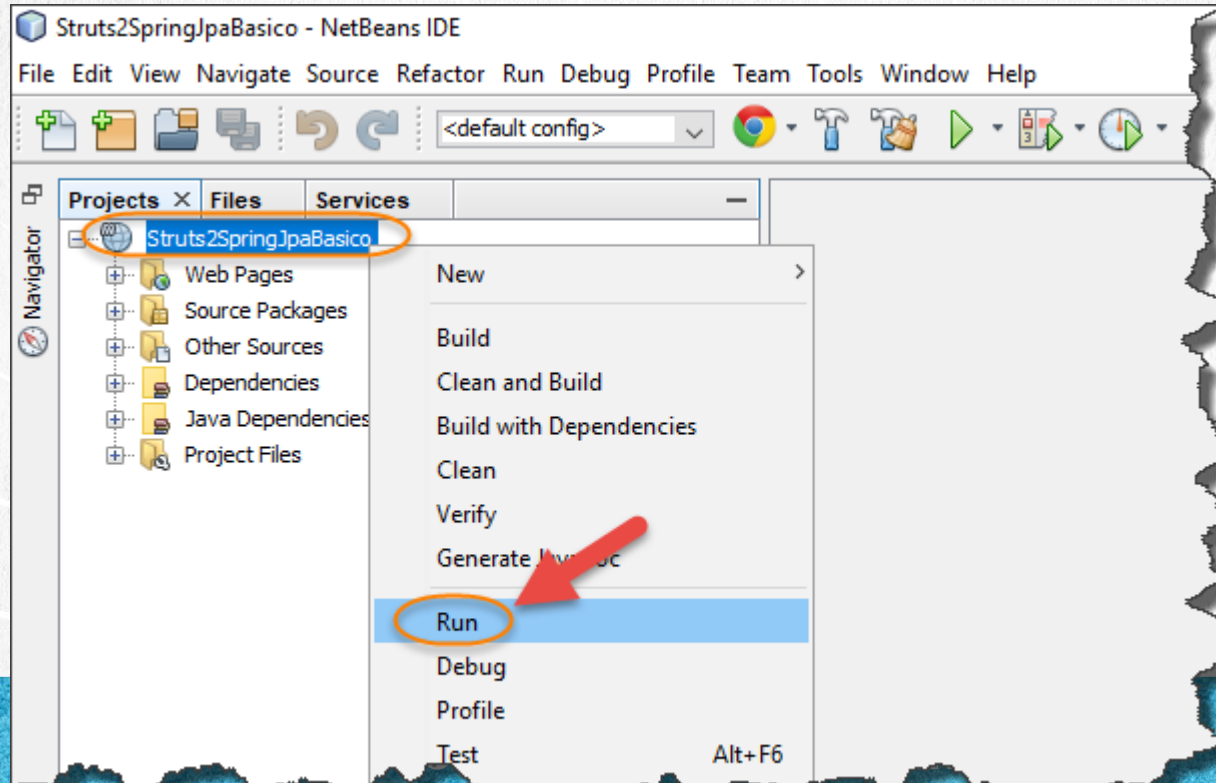 Struts2SpringJpaBasico - NetBeans IDE
File Edit View Navigate Source Refactor Run Debug Profile Team Tools Window Help
<default config>
Projects Files Services
Navigator
Struts2SpringJpaBasico
Web Pages
Source Packages
Other Sources
Dependencies
Java Dependencies
Project Files
New
Build
Clean and Build
Build with Dependencies
Clean
Verify
Generate
Run
Debug
Profile
Test Alt+F6